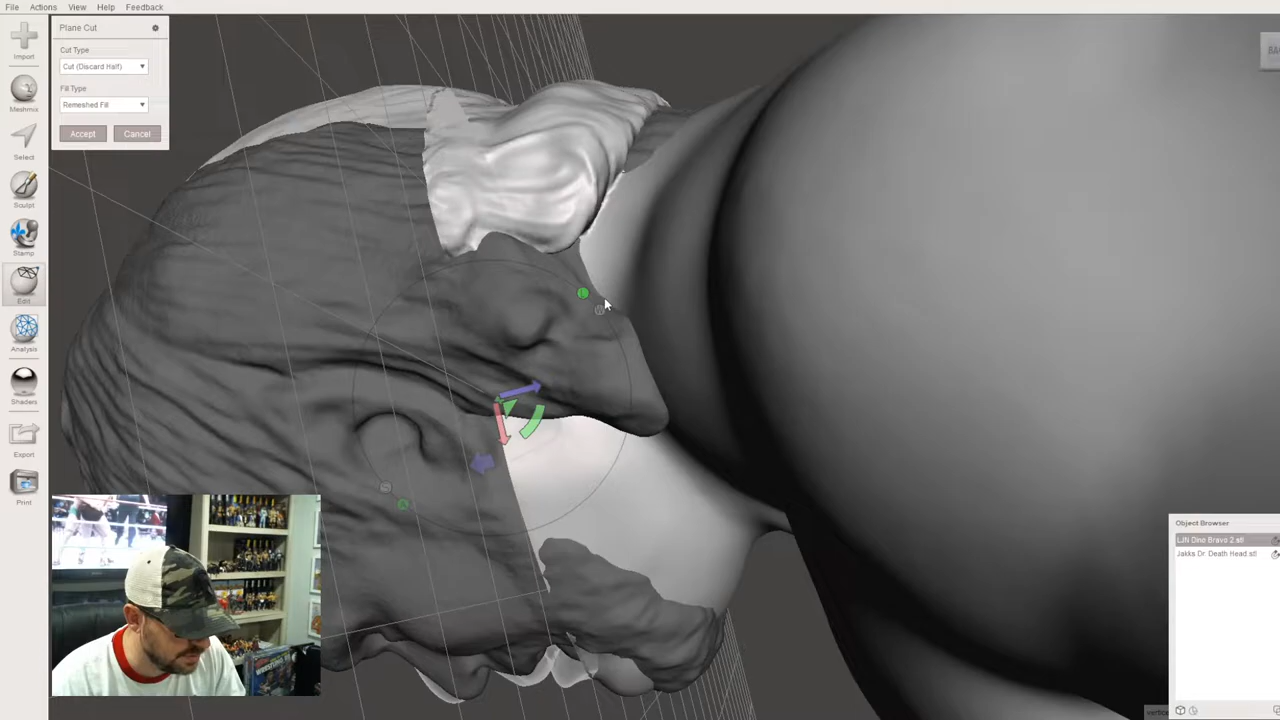 File Actions View Help Feedback
Plane Cut
Cut Type
Cut (Discard Half)
Fill Type
Remeshed Fill
Accept Cancel
Import
Meshmix
Select
Sculpt
Stamp
Edit
Analysis
Shaders
Export
Print
Object Browser
LJN Dino Bravo 2.stl
Jakks Dr Death Head.stl